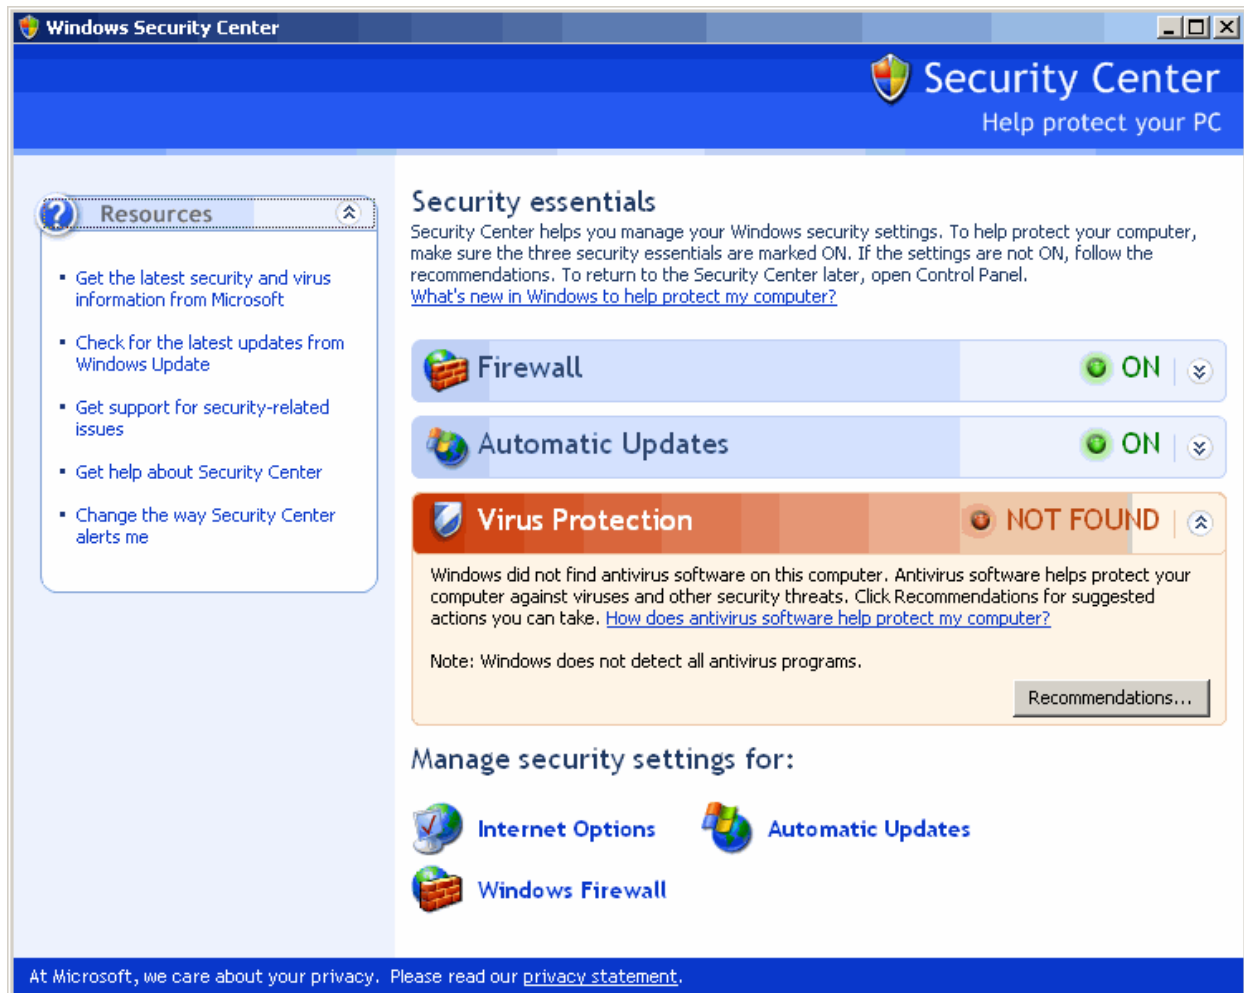 Windows Security Center
Security Center
Help protect your PC
Resources
Get the latest security and virus
information from Microsoft
Check for the latest updates from
Windows Update
Get support for security-related
issues
Get help about Security Center
Change the way Security Center
alerts me
Security essentials
Security Center helps you manage your Windows security settings. To help protect your computer,
make sure the three security essentials are marked ON. If the settings are not ON, follow the
recommendations. To return to the Security Center later, open Control Panel.
What's new in Windows to help protect my computer?
Firewall ON
Automatic Updates ON
Virus Protection NOT FOUND
Windows did not find antivirus software on this computer. Antivirus software helps protect your
computer against viruses and other security threats. Click Recommendations for suggested
actions you can take. How does antivirus software help protect my computer?
Note: Windows does not detect all antivirus programs.
Recommendations...
Manage security settings for:
Internet Options Automatic Updates
Windows Firewall
At Microsoft, we care about your privacy. Please read our privacy statement.